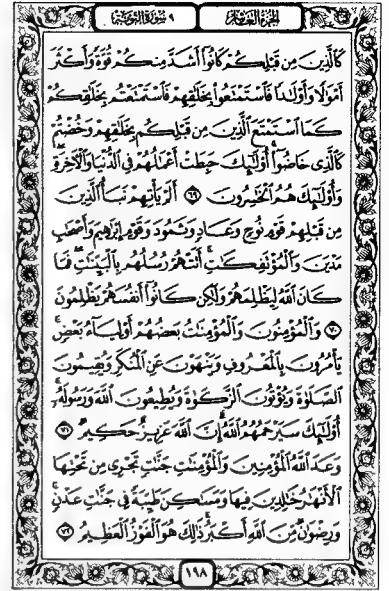 الجزء العاشر
٩ سورة التوبة
كَٱلَّذِينَ مِن قَبْلِكُمْ كَانُوٓا۟ أَشَدَّ مِنكُمْ قُوَّةً وَأَكْثَرَ
أَمْوَٰلًا وَأَوْلَٰدًا فَٱسْتَمْتَعُوا۟ بِخَلَٰقِهِمْ فَٱسْتَمْتَعْتُم بِخَلَٰقِكُمْ
كَمَا ٱسْتَمْتَعَ ٱلَّذِينَ مِن قَبْلِكُم بِخَلَٰقِهِمْ وَخُضْتُمْ
كَٱلَّذِى خَاضُوٓا۟ أُو۟لَٰٓئِكَ حَبِطَتْ أَعْمَٰلُهُمْ فِى ٱلدُّنْيَا وَٱلْءَاخِرَةِ
وَأُو۟لَٰٓئِكَ هُمُ ٱلْخَٰسِرُونَ ٦٩ أَلَمْ يَأْتِهِمْ نَبَأُ ٱلَّذِينَ
مِن قَبْلِهِمْ قَوْمِ نُوحٍ وَعَادٍ وَثَمُودَ وَقَوْمِ إِبْرَٰهِيمَ وَأَصْحَٰبِ
مَدْيَنَ وَٱلْمُؤْتَفِكَٰتِ أَتَتْهُمْ رُسُلُهُم بِٱلْبَيِّنَٰتِ فَمَا
كَانَ ٱللَّهُ لِيَظْلِمَهُمْ وَلَٰكِن كَانُوٓا۟ أَنفُسَهُمْ يَظْلِمُونَ
٧٠ وَٱلْمُؤْمِنُونَ وَٱلْمُؤْمِنَٰتُ بَعْضُهُمْ أَوْلِيَآءُ بَعْضٍ
يَأْمُرُونَ بِٱلْمَعْرُوفِ وَيَنْهَوْنَ عَنِ ٱلْمُنكَرِ وَيُقِيمُونَ
ٱلصَّلَوٰةَ وَيُؤْتُونَ ٱلزَّكَوٰةَ وَيُطِيعُونَ ٱللَّهَ وَرَسُولَهُۥٓ
أُو۟لَٰٓئِكَ سَيَرْحَمُهُمُ ٱللَّهُ إِنَّ ٱللَّهَ عَزِيزٌ حَكِيمٌ ٧١
وَعَدَ ٱللَّهُ ٱلْمُؤْمِنِينَ وَٱلْمُؤْمِنَٰتِ جَنَّٰتٍ تَجْرِى مِن تَحْتِهَا
ٱلْأَنْهَٰرُ خَٰلِدِينَ فِيهَا وَمَسَٰكِنَ طَيِّبَةً فِى جَنَّٰتِ عَدْنٍ
وَرِضْوَٰنٌ مِّنَ ٱللَّهِ أَكْبَرُ ذَٰلِكَ هُوَ ٱلْفَوْزُ ٱلْعَظِيمُ ٧٢
١٩٨